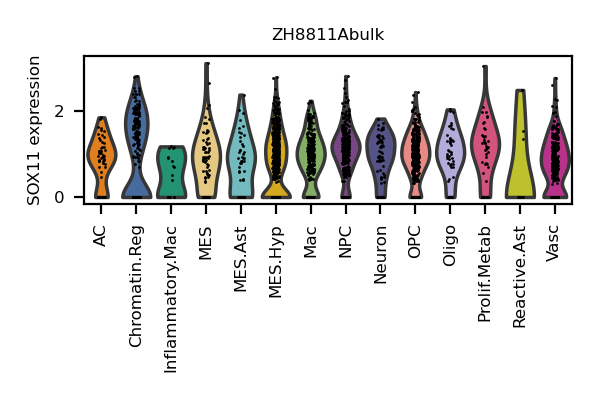 ZH8811Abulk
SOX11 expression
2
0
AC
Chromatin.Reg
Inflammatory.Mac
MES
MES.Ast
MES.Hyp
Mac
NPC
Neuron
OPC
Oligo
Prolif.Metab
Reactive.Ast
Vasc